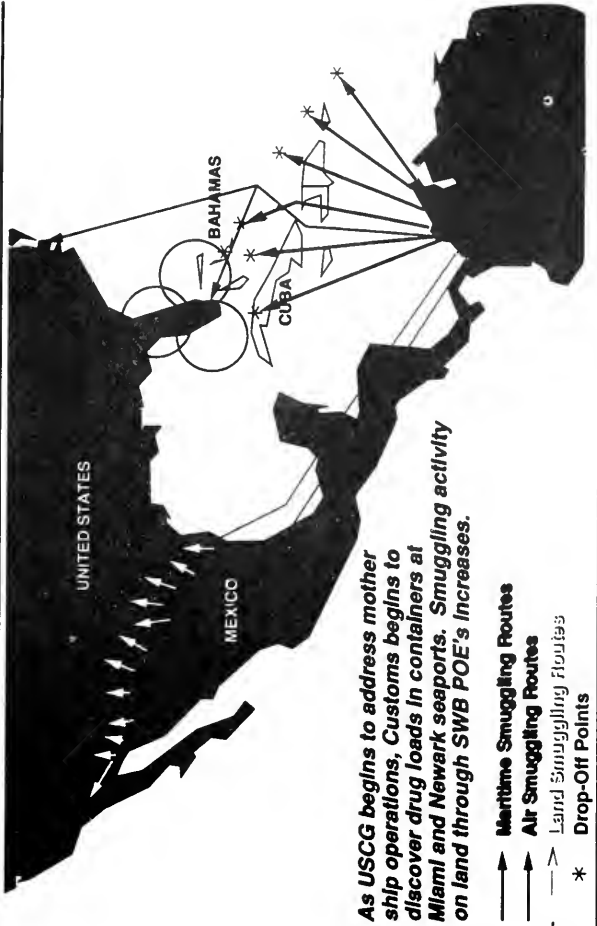 UNITED STATES
MEXICO
BAHAMAS
CUBA
As USCG begins to address mother
ship operations, Customs begins to
discover drug loads in containers at
Miami and Newark seaports. Smuggling activity
on land through SWB POE's increases.
Maritime Smuggling Routes
Air Smuggling Routes
Land Smuggling Routes
* Drop-Off Points